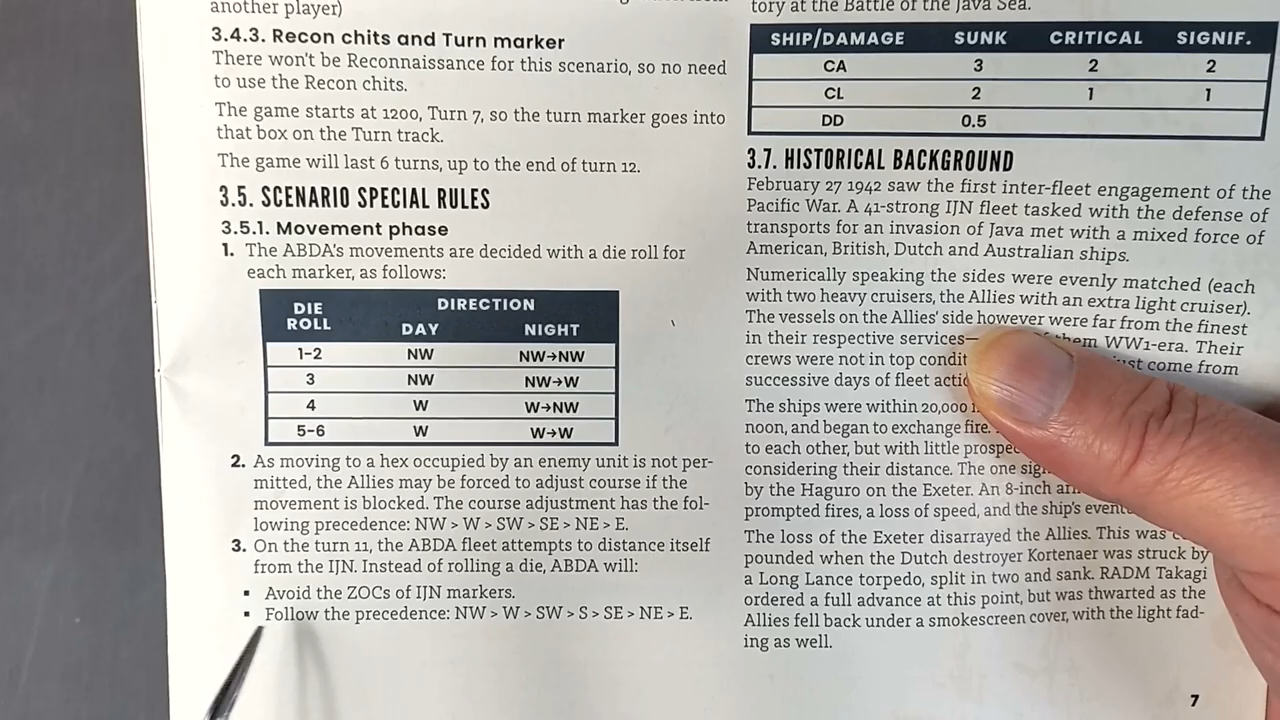 another player)
3.4.3. Recon chits and Turn marker
There won't be Reconnaissance for this scenario, so no need
to use the Recon chits.
The game starts at 1200, Turn 7, so the turn marker goes into
that box on the Turn track.
The game will last 6 turns, up to the end of turn 12.
3.5. SCENARIO SPECIAL RULES
3.5.1. Movement phase
1. The ABDA's movements are decided with a die roll for
each marker, as follows:
DIE ROLL DIRECTION
DAY NIGHT
1-2 NW NW→NW
3 NW NW→W
4 W W→NW
5-6 W W→W
2. As moving to a hex occupied by an enemy unit is not per-
mitted, the Allies may be forced to adjust course if the
movement is blocked. The course adjustment has the fol-
lowing precedence: NW > W > SW > SE > NE > E.
3. On the turn 11, the ABDA fleet attempts to distance itself
from the IJN. Instead of rolling a die, ABDA will:
▪ Avoid the ZOCs of IJN markers.
▪ Follow the precedence: NW > W > SW > S > SE > NE > E.
tory at the Battle of the Java Sea.
SHIP/DAMAGE SUNK CRITICAL SIGNIF.
CA 3 2 2
CL 2 1 1
DD 0.5
3.7. HISTORICAL BACKGROUND
February 27 1942 saw the first inter-fleet engagement of the
Pacific War. A 41-strong IJN fleet tasked with the defense of
transports for an invasion of Java met with a mixed force of
American, British, Dutch and Australian ships.
Numerically speaking the sides were evenly matched (each
with two heavy cruisers, the Allies with an extra light cruiser).
The vessels on the Allies' side however were far from the finest
in their respective services— them WW1-era. Their
crews were not in top come from
successive days of fleet
The ships were within 20,000
noon, and began to exchange fire.
to each other, but with little
considering their distance. The one
by the Haguro on the Exeter. An 8-inch
prompted fires, a loss of speed, and the ship's
The loss of the Exeter disarrayed the Allies. This was
pounded when the Dutch destroyer Kortenaer was struck by
a Long Lance torpedo, split in two and sank. RADM Takagi
ordered a full advance at this point, but was thwarted as the
Allies fell back under a smokescreen cover, with the light fad-
ing as well.
7